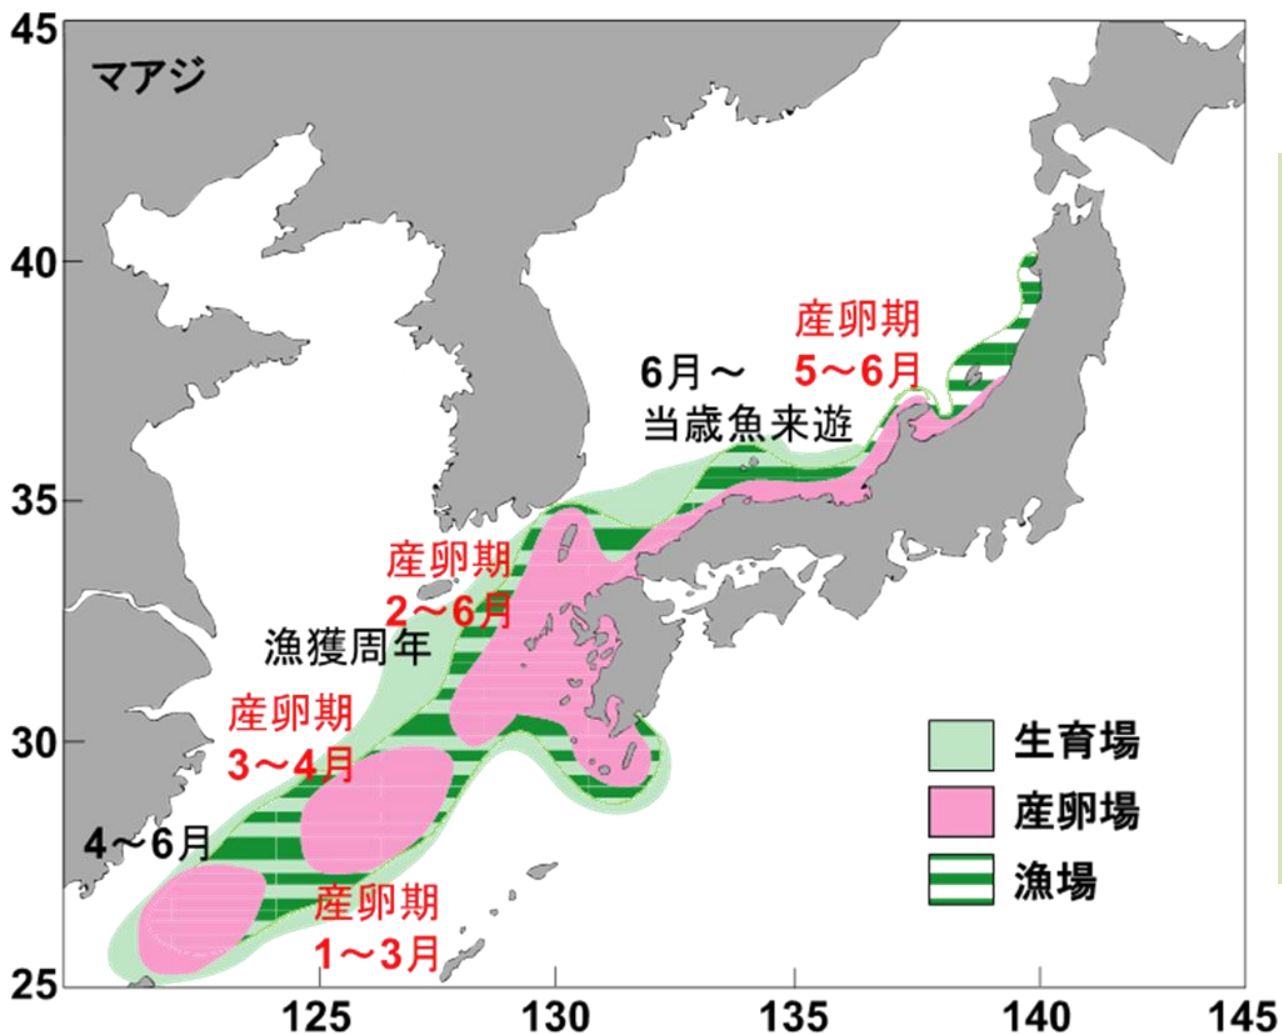 45
マアジ
40
産卵期
5～6月
6月～
当歳魚来遊
35
産卵期
2～6月
漁獲周年
産卵期
3～4月
30
4～6月
産卵期
1～3月
生育場
産卵場
漁場
25
125
130
135
140
145